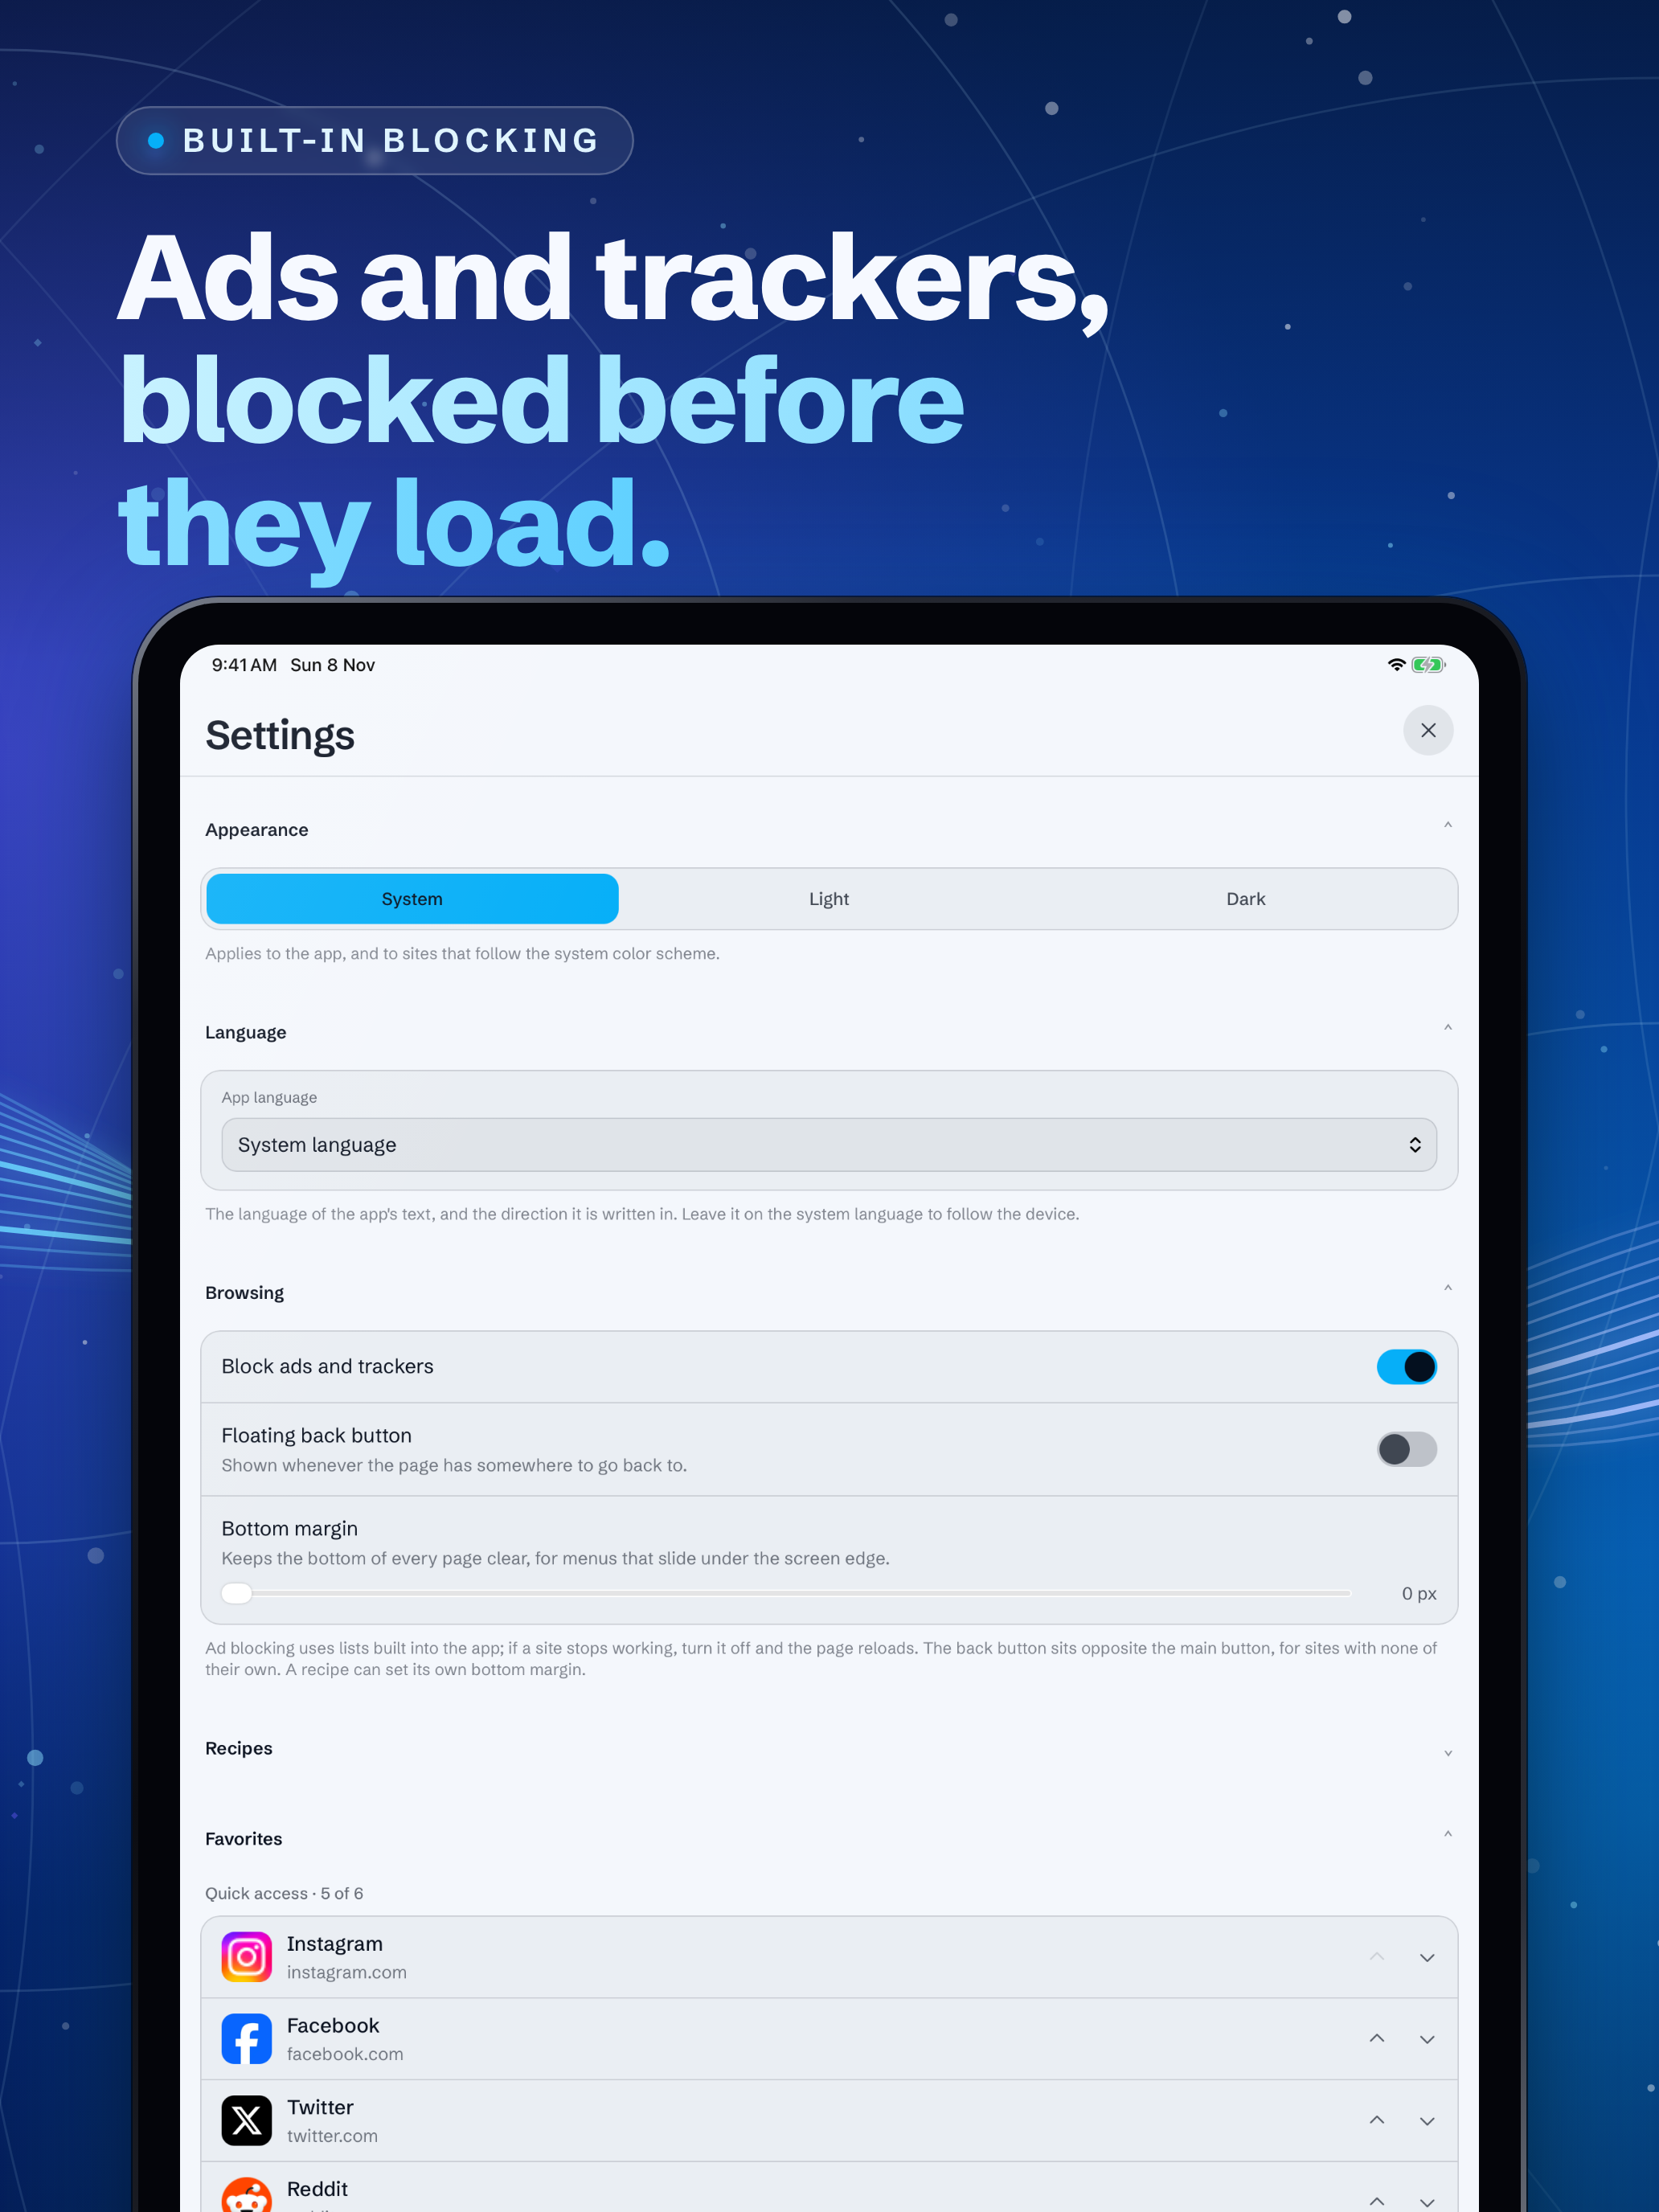 BUILT-IN BLOCKING
Ads and trackers,
blocked before
they load.
9:41 AM Sun 8 Nov
Settings
Appearance
System Light Dark
Applies to the app, and to sites that follow the system color scheme.
Language
App language
System language
The language of the app's text, and the direction it is written in. Leave it on the system language to follow the device.
Browsing
Block ads and trackers
Floating back button
Shown whenever the page has somewhere to go back to.
Bottom margin
Keeps the bottom of every page clear, for menus that slide under the screen edge.
0 px
Ad blocking uses lists built into the app; if a site stops working, turn it off and the page reloads. The back button sits opposite the main button, for sites with none of
their own. A recipe can set its own bottom margin.
Recipes
Favorites
Quick access · 5 of 6
Instagram
instagram.com
Facebook
facebook.com
Twitter
twitter.com
Reddit